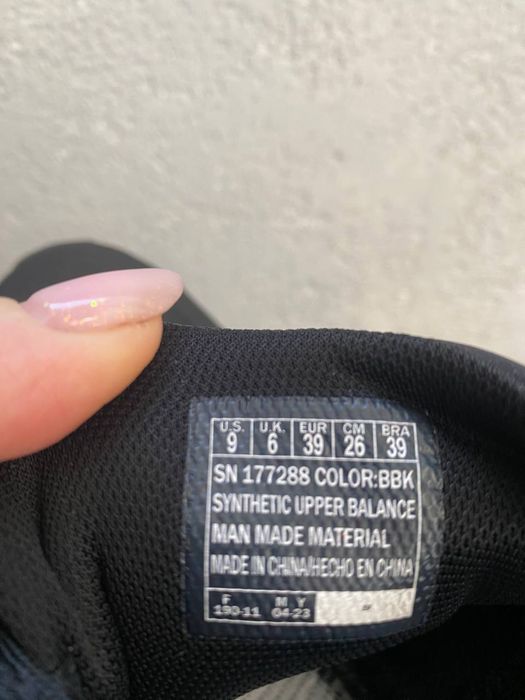 U.S. U.K. EUR CM BRA
9 6 39 26 39
SN 177288 COLOR:BBK
SYNTHETIC UPPER BALANCE
MAN MADE MATERIAL
MADE IN CHINA/HECHO EN CHINA
F M Y
190-11 04-23